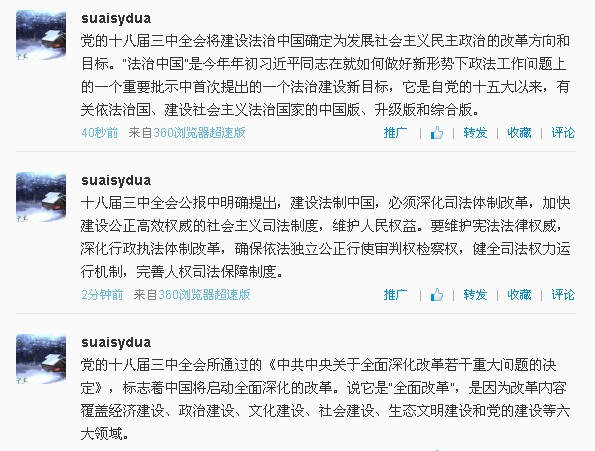 suaisydua
党的十八届三中全会将建设法治中国确定为发展社会主义民主政治的改革方向和
目标。"法治中国"是今年年初习近平同志在就如何做好新形势下政法工作问题上
的一个重要批示中首次提出的一个法治建设新目标，它是自党的十五大以来，有
关依法治国、建设社会主义法治国家的中国版、升级版和综合版。
40秒前 来自360浏览器超速版 推广 | | 转发 | 收藏 | 评论
suaisydua
十八届三中全会公报中明确提出，建设法制中国，必须深化司法体制改革，加快
建设公正高效权威的社会主义司法制度，维护人民权益。要维护宪法法律权威，
深化行政执法体制改革，确保依法独立公正行使审判权检察权，健全司法权力运
行机制，完善人权司法保障制度。
2分钟前 来自360浏览器超速版 推广 | | 转发 | 收藏 | 评论
suaisydua
党的十八届三中全会所通过的《中共中央关于全面深化改革若干重大问题的决
定》，标志着中国将启动全面深化的改革。说它是"全面改革"，是因为改革内容
覆盖经济建设、政治建设、文化建设、社会建设、生态文明建设和党的建设等六
大领域。